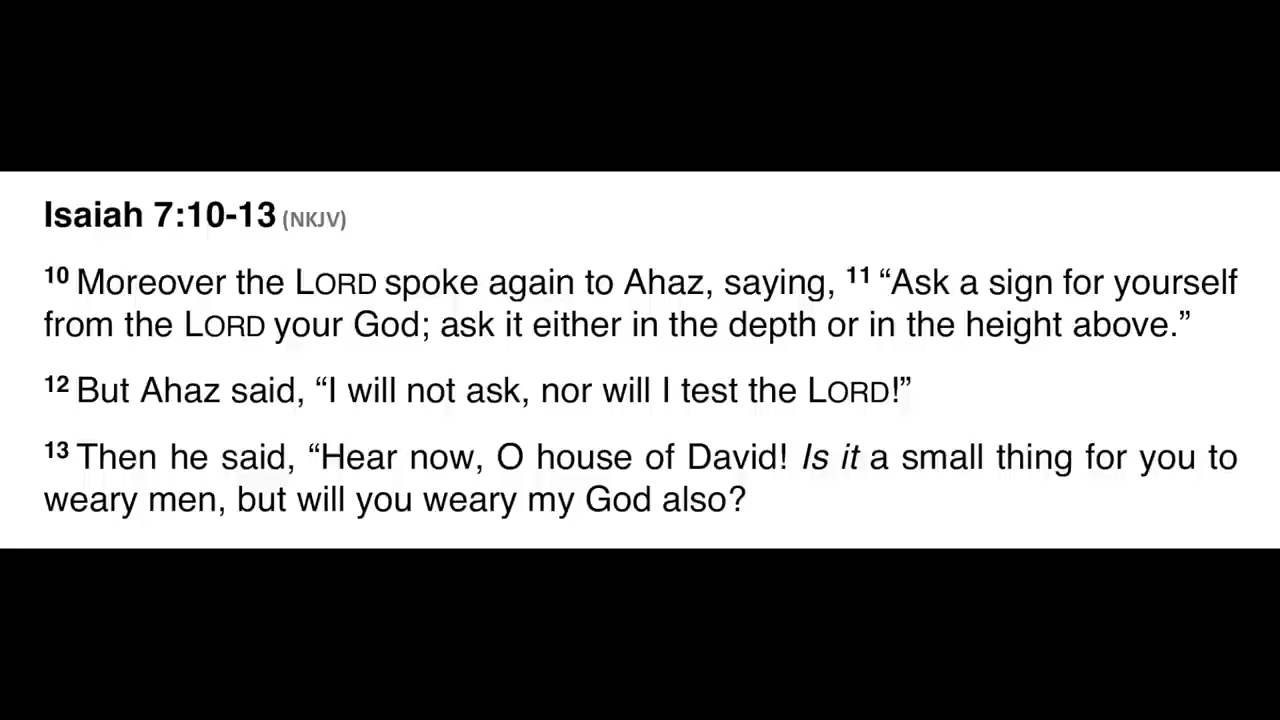 Isaiah 7:10-13 (NKJV)
10 Moreover the LORD spoke again to Ahaz, saying, 11 “Ask a sign for yourself
from the LORD your God; ask it either in the depth or in the height above.”
12 But Ahaz said, “I will not ask, nor will I test the LORD!”
13 Then he said, “Hear now, O house of David! Is it a small thing for you to
weary men, but will you weary my God also?